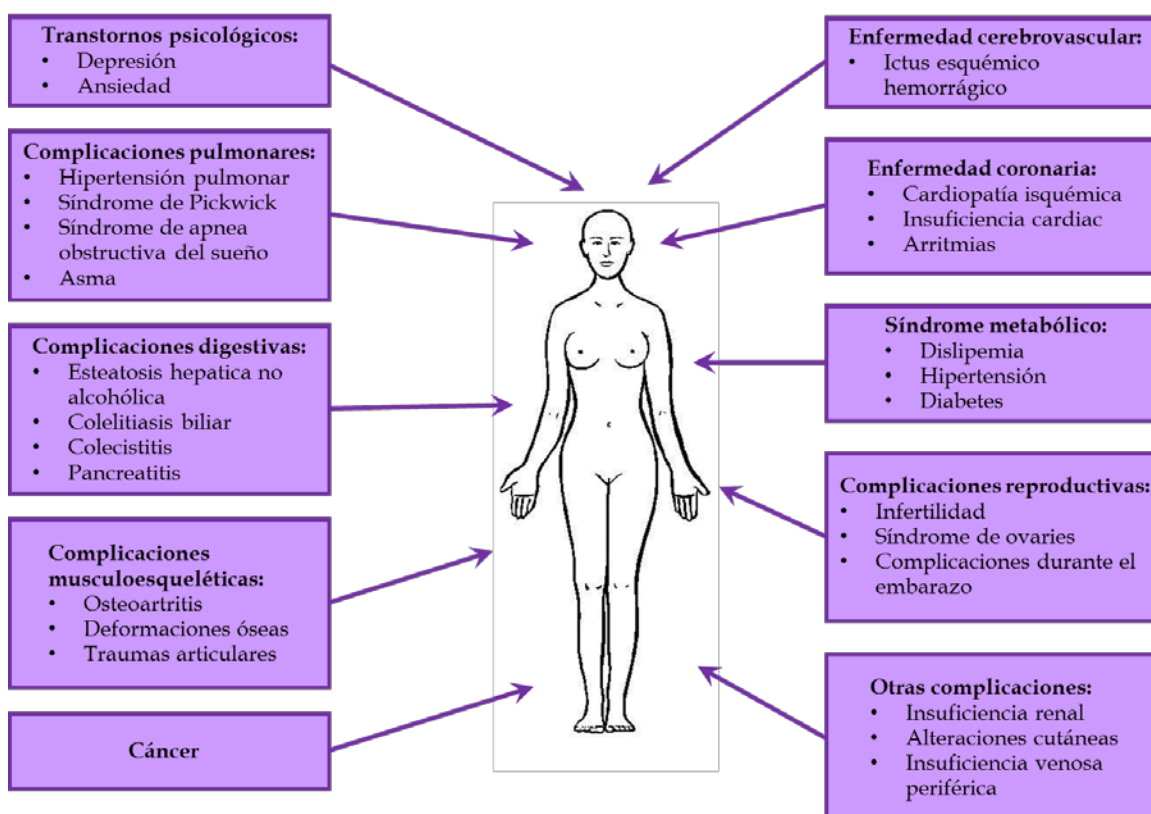 Transtornos psicológicos:
• Depresión
• Ansiedad
Complicaciones pulmonares:
• Hipertensión pulmonar
• Síndrome de Pickwick
• Síndrome de apnea
obstructiva del sueño
• Asma
Complicaciones digestivas:
• Esteatosis hepatica no
alcohólica
• Colelitiasis biliar
• Colecistitis
• Pancreatitis
Complicaciones
musculoesqueléticas:
• Osteoartritis
• Deformaciones óseas
• Traumas articulares
Cáncer
Enfermedad cerebrovascular:
• Ictus esquémico
hemorrágico
Enfermedad coronaria:
• Cardiopatía isquémica
• Insuficiencia cardiac
• Arritmias
Síndrome metabólico:
• Dislipemia
• Hipertensión
• Diabetes
Complicaciones reproductivas:
• Infertilidad
• Síndrome de ovaries
• Complicaciones durante el
embarazo
Otras complicaciones:
• Insuficiencia renal
• Alteraciones cutáneas
• Insuficiencia venosa
periférica